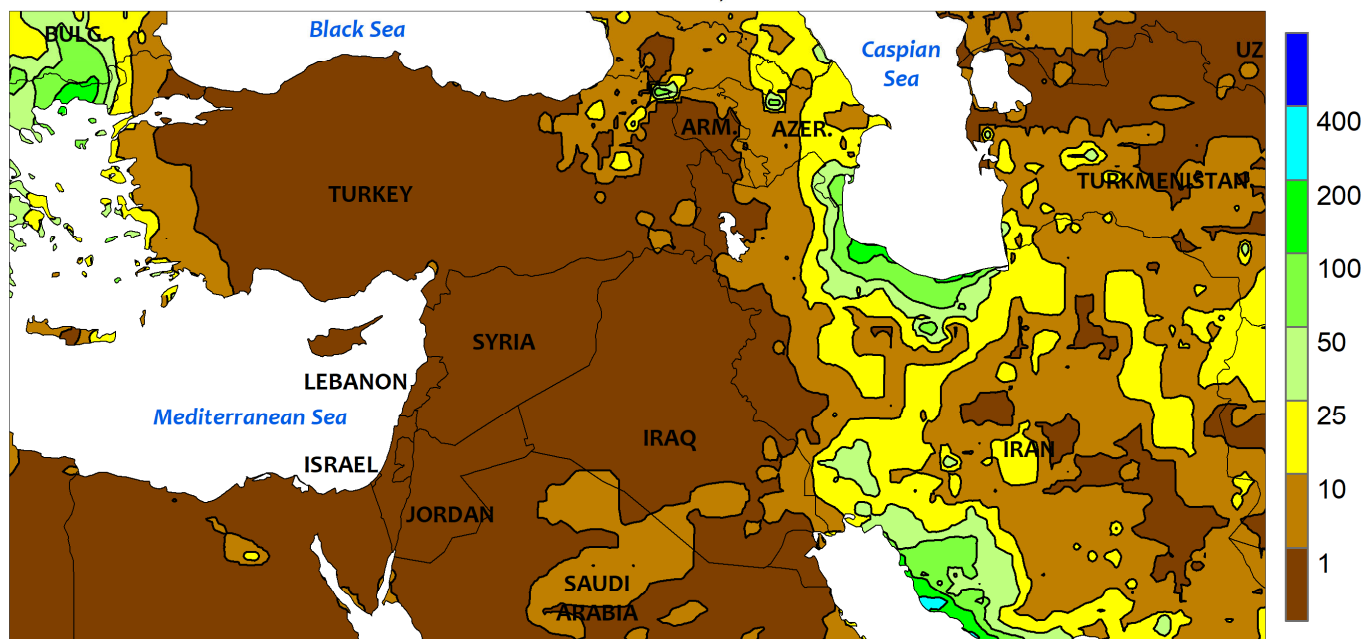 BULG.
Black Sea
Caspian
Sea
UZ
400
ARM.
AZER.
TURKEY
TURKMENISTAN
200
100
SYRIA
50
LEBANON
Mediterranean Sea
25
IRAQ
IRAN
ISRAEL
10
JORDAN
1
SAUDI
ARABIA